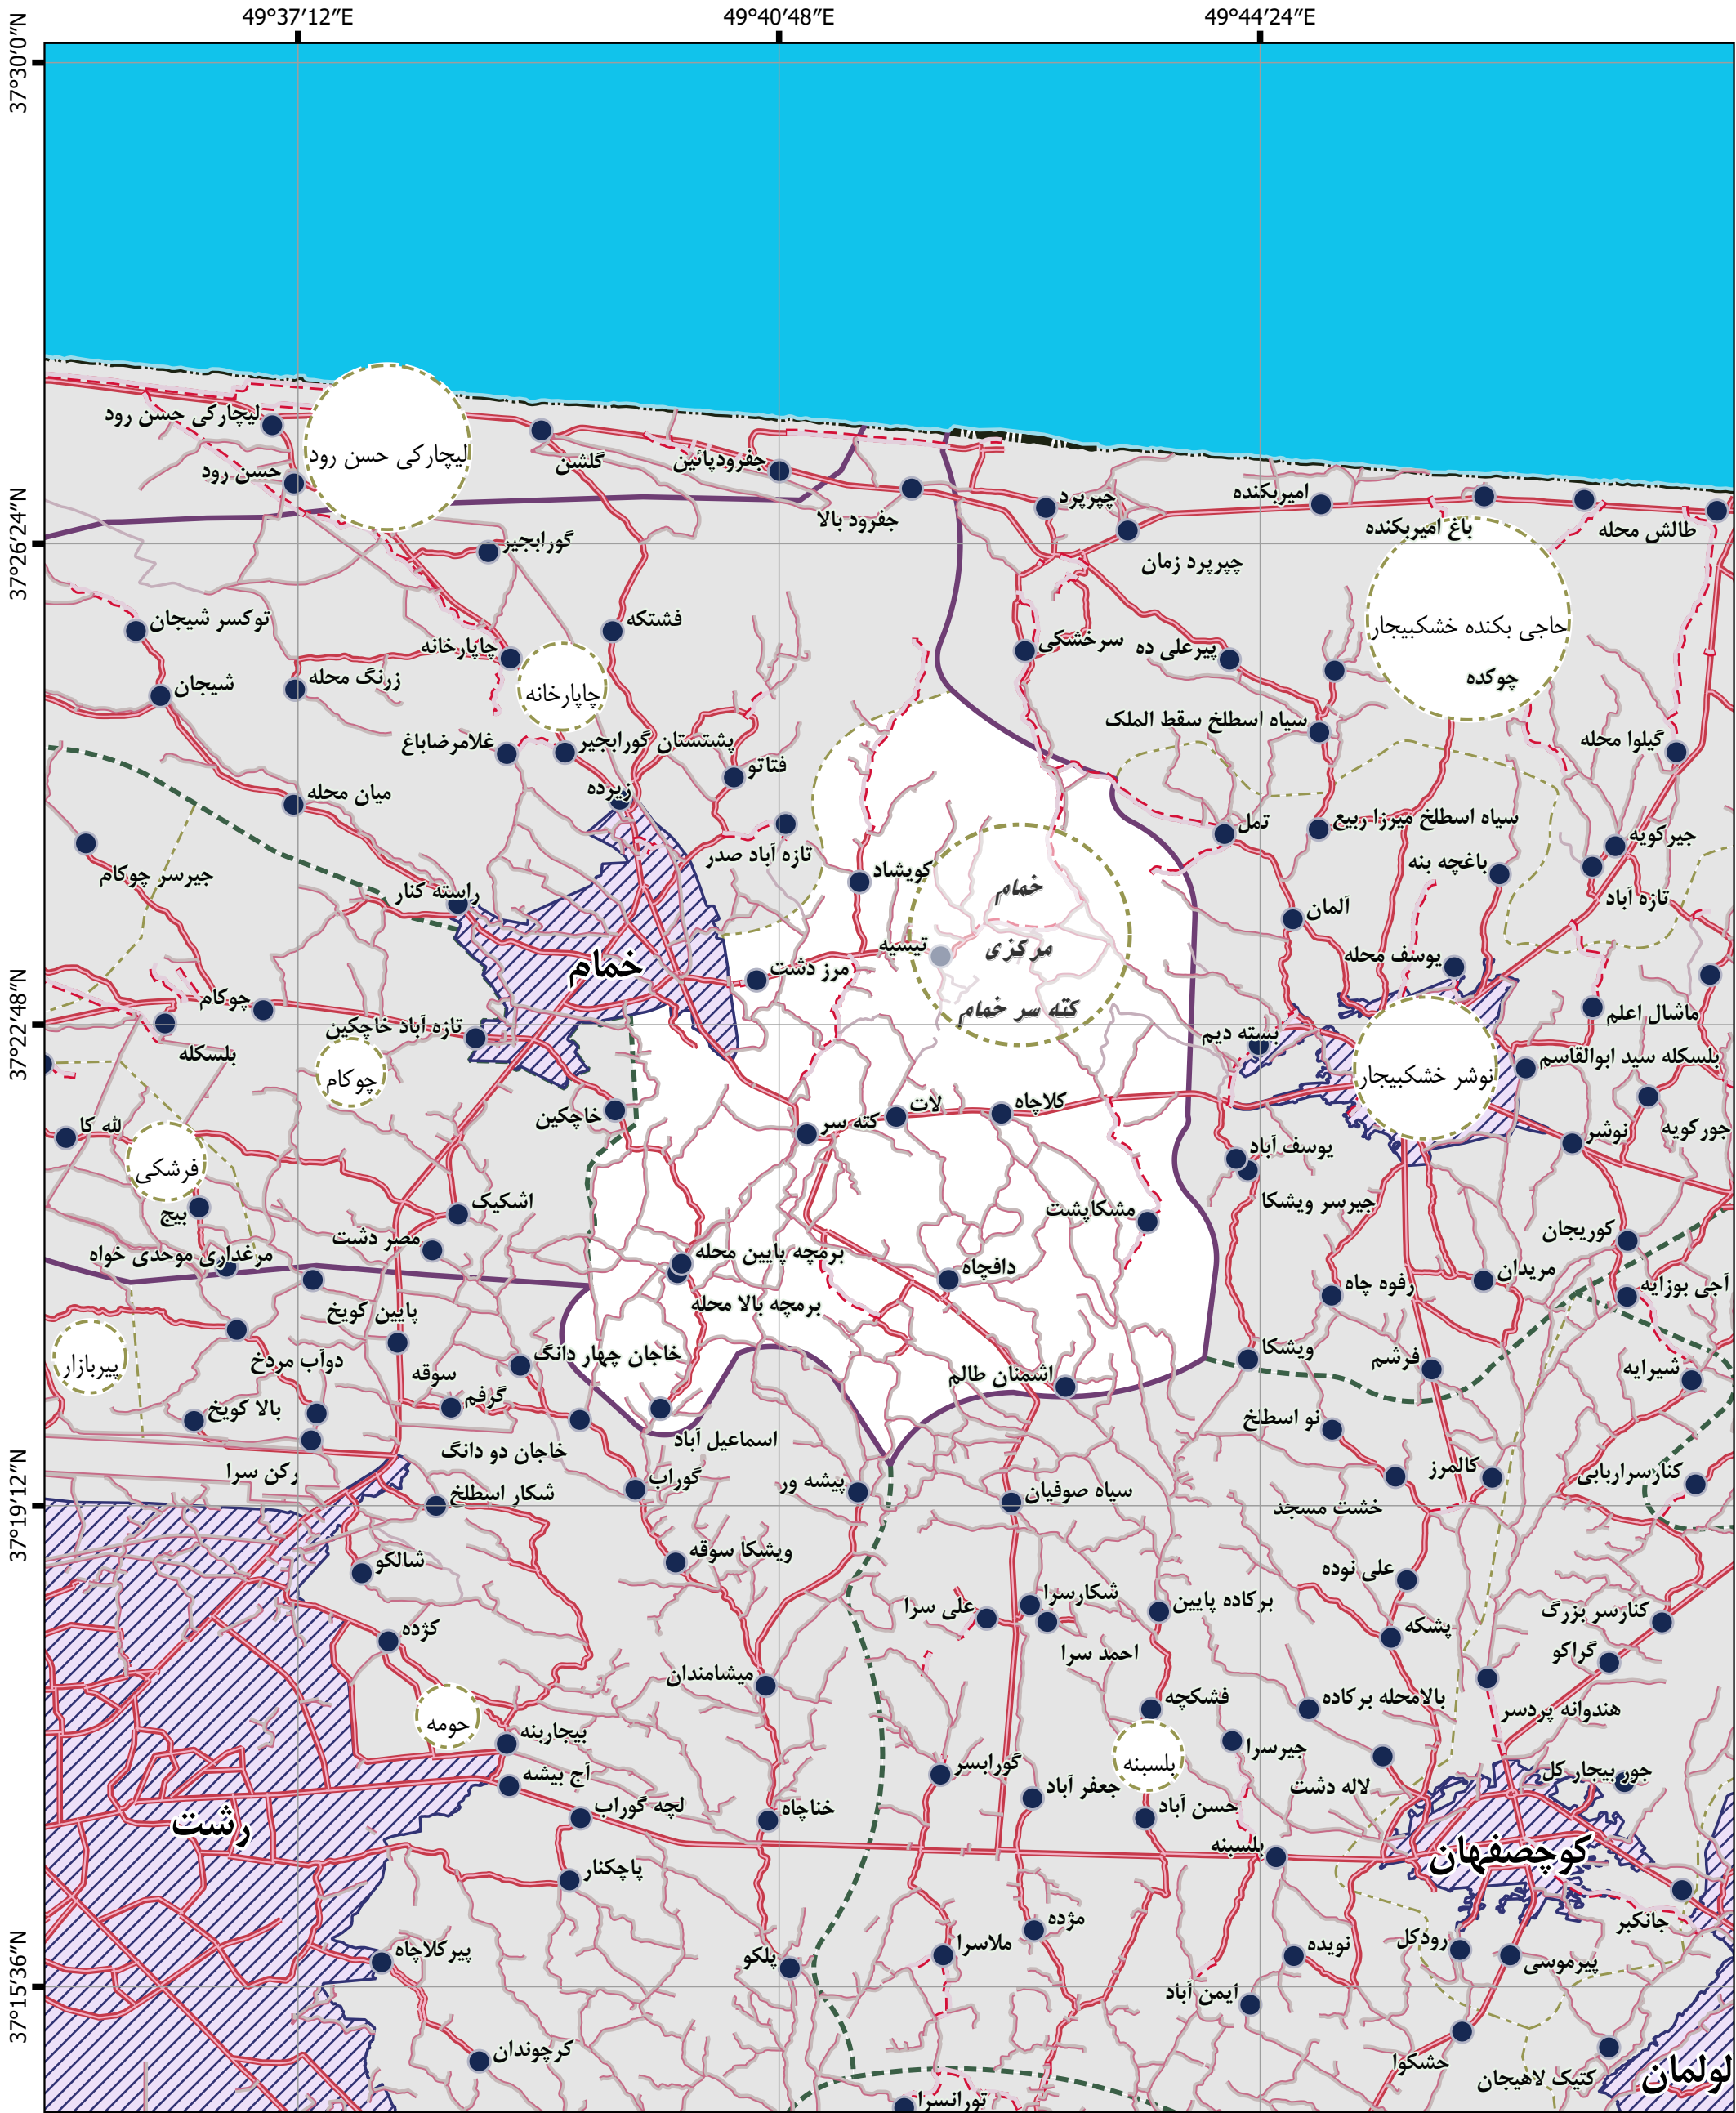 49°37′12″E
49°40′48″E
49°44′24″E
37°30′0″N
37°26′24″N
37°22′48″N
37°19′12″N
37°15′36″N
لیچارکی حسن رود
لیچارکی حسن رود
حسن رود
گلشن
جفرودپائین
جفرود بالا
چپرپرد
چپرپرد زمان
امیربکنده
باغ امیربکنده
طالش محله
گورابجیر
توکسر شیجان
شیجان
چاپارخانه
زرنگ محله
چاپارخانه
فشتکه
سرخشکی
پیرعلی ده
حاجی بکنده خشکبیجار
چوکده
سیاه اسطلخ سقط الملک
گیلوا محله
غلامرضاباغ
پشتستان گورابجیر
فتاتو
زیرده
میان محله
تازه آباد صدر
تمل
سیاه اسطلخ میرزا ربیع
جیرکویه
باغچه بنه
تازه آباد
جیرسر چوکام
راسته کنار
کویشاد
خمام
مرکزی
کته سر خمام
آلمان
تیسیه
یوسف محله
خمام
مرز دشت
چوکام
تازه آباد خاچکین
بلسکله
چوکام
بسته دیم
ماشال اعلم
بلسکله سید ابوالقاسم
نوشر خشکبیجار
خاچکین
کته سر
لات
کلاچاه
لله کا
فرشکی
یوسف آباد
نوشر
جورکویه
بیج
اشکیک
مصر دشت
جیرسر ویشکا
مشکاپشت
کوریجان
مرغداری موحدی خواه
برمچه پایین محله
برمچه بالا محله
دافچاه
رفوه چاه
مریدان
آجی بوزایه
پایین کویخ
پیربازار
دوآب مردخ
سوقه
خاجان چهار دانگ
اشمنان طالم
ویشکا
فرشم
شیرایه
گرفم
بالا کویخ
خاجان دو دانگ
اسماعیل آباد
نو اسطلخ
رکن سرا
شکار اسطلخ
گوراب
پیشه ور
سیاه صوفیان
خشت مسجد
کالمرز
کنارسراربابی
شالکو
ویشکا سوقه
علی نوده
علی سرا
شکارسرا
احمد سرا
برکاده پایین
پشکه
کنارسر بزرگ
گراکو
کژده
میشامندان
فشکچه
بالامحله برکاده
هندوانه پردسر
حومه
بیجاربنه
آج بیشه
بلسبنه
جیرسرا
گورابسر
جعفر آباد
لاله دشت
جور بیجار کل
رشت
لچه گوراب
خناچاه
حسن آباد
بلسبنه
کوچصفهان
پاچکنار
مژده
ملاسرا
پلکو
پیرکلاچاه
نویده
رودکل
پیرموسی
جانکبر
ایمن آباد
کرچوندان
خشکوا
کتیک لاهیجان
لولمان
تورانسرا